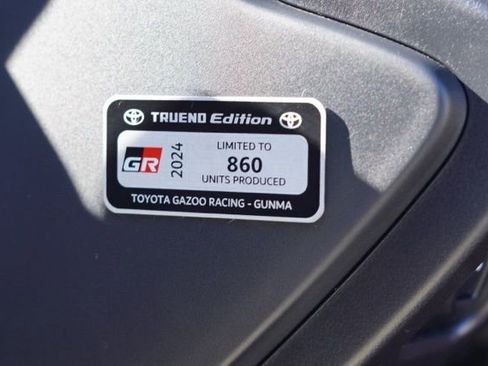 TRUENO Edition
GR
2024
LIMITED TO
860
UNITS PRODUCED
TOYOTA GAZOO RACING - GUNMA